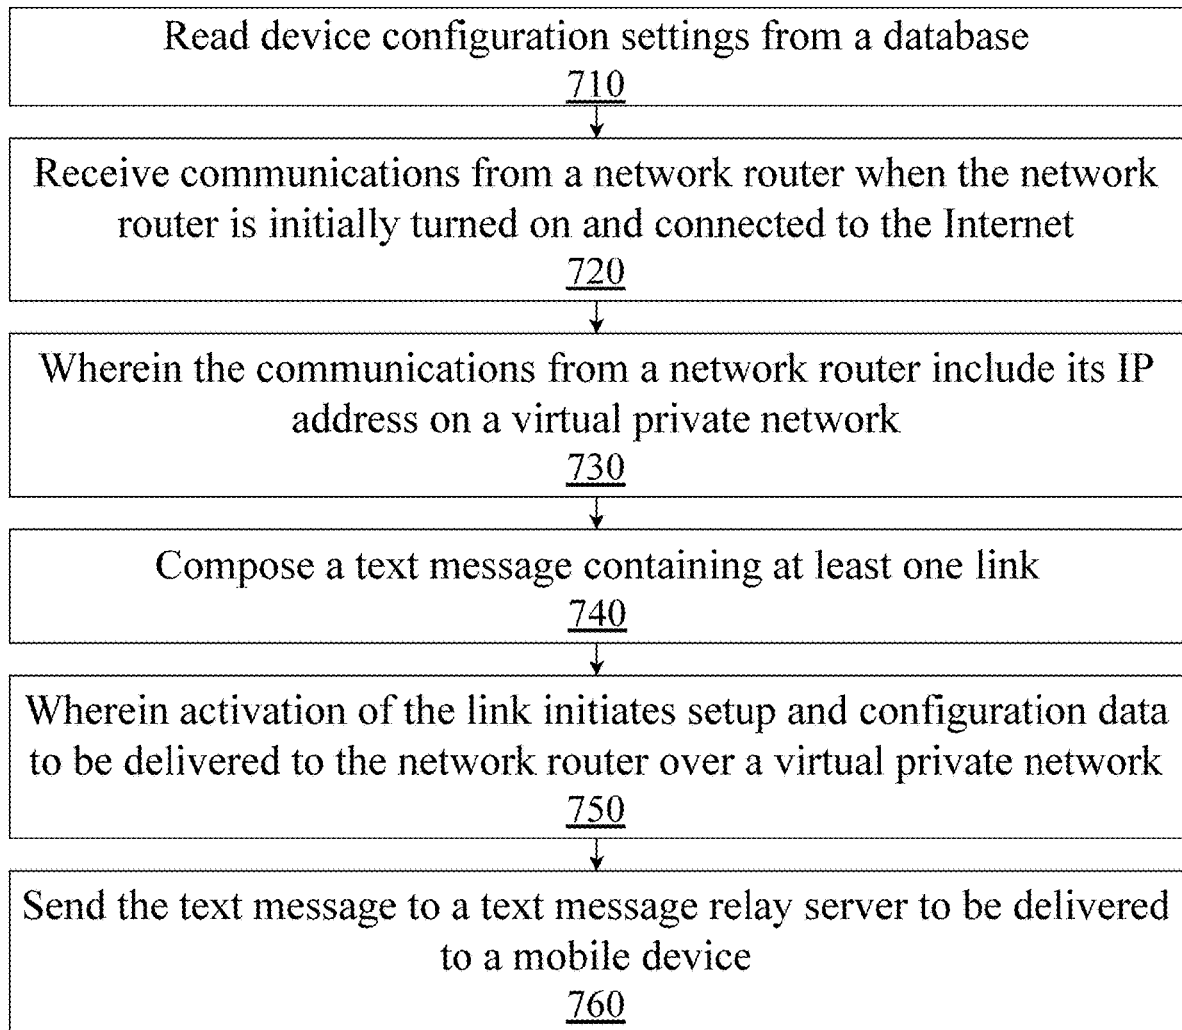 Read device configuration settings from a database
710
Receive communications from a network router when the network
router is initially turned on and connected to the Internet
720
Wherein the communications from a network router include its IP
address on a virtual private network
730
Compose a text message containing at least one link
740
Wherein activation of the link initiates setup and configuration data
to be delivered to the network router over a virtual private network
750
Send the text message to a text message relay server to be delivered
to a mobile device
760